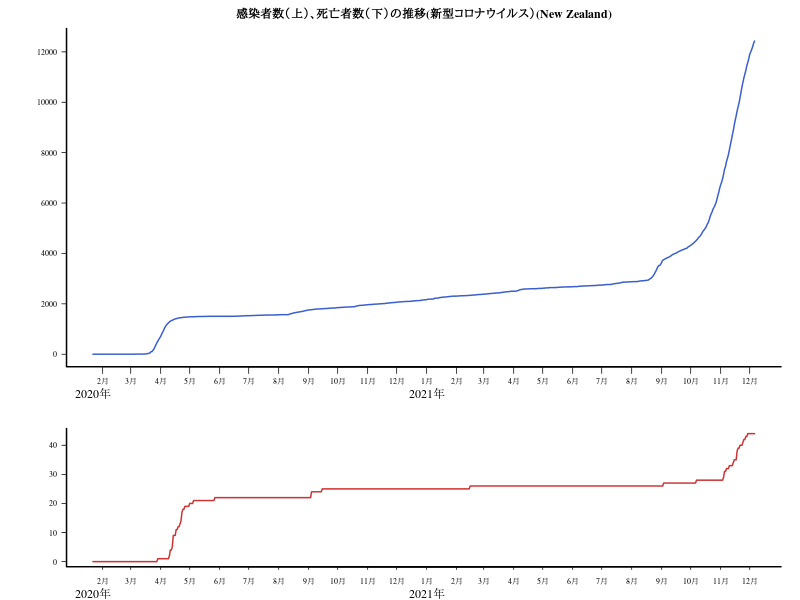 感染者数(上)、死亡者数(下)の推移(新型コロナウイルス)(New Zealand)
12000
10000
8000
6000
4000
2000
0
2月 3月 4月 5月 6月 7月 8月 9月 10月 11月 12月 1月 2月 3月 4月 5月 6月 7月 8月 9月 10月 11月 12月
2020年 2021年
40
30
20
10
0
2月 3月 4月 5月 6月 7月 8月 9月 10月 11月 12月 1月 2月 3月 4月 5月 6月 7月 8月 9月 10月 11月 12月
2020年 2021年